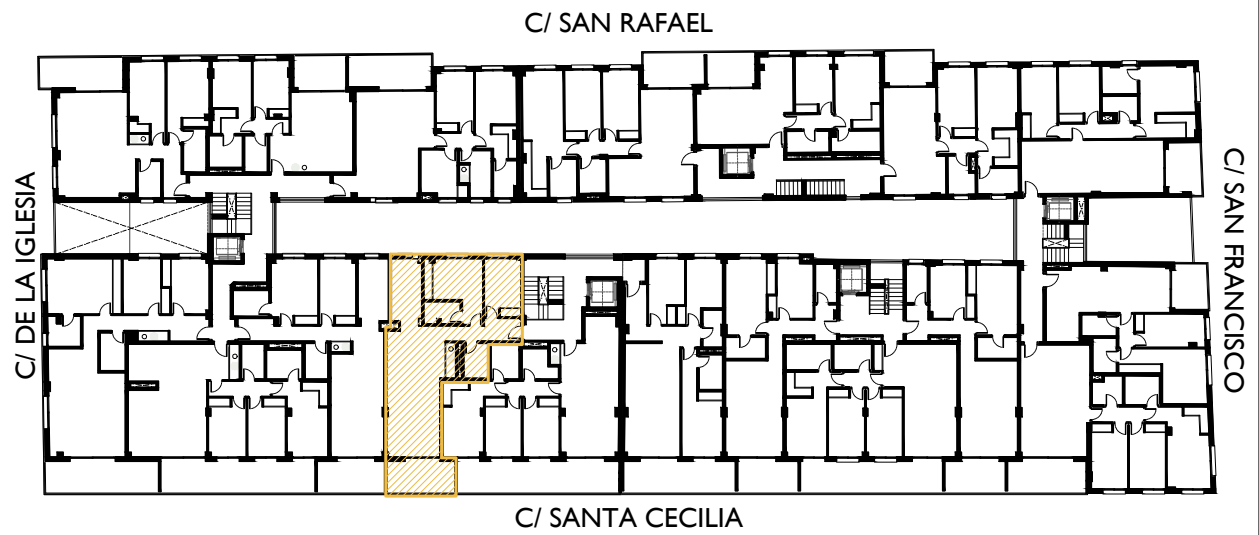 C/ SAN RAFAEL
C/ DE LA IGLESIA
C/ SAN FRANCISCO
C/ SANTA CECILIA